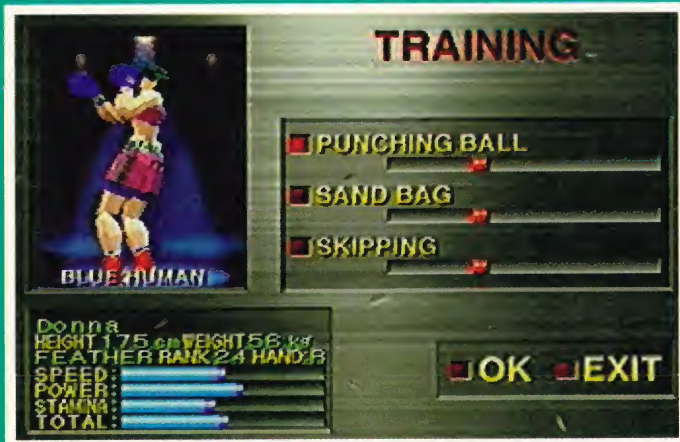 TRAINING
PUNCHING BALL
SAND BAG
SKIPPING
BLUE:HUMAN
Donna
HEIGHT 175 cm WEIGHT 56 kg
FEATHER RANK 24 HAND:R
SPEED:
POWER:
STAMINA:
TOTAL:
OK EXIT